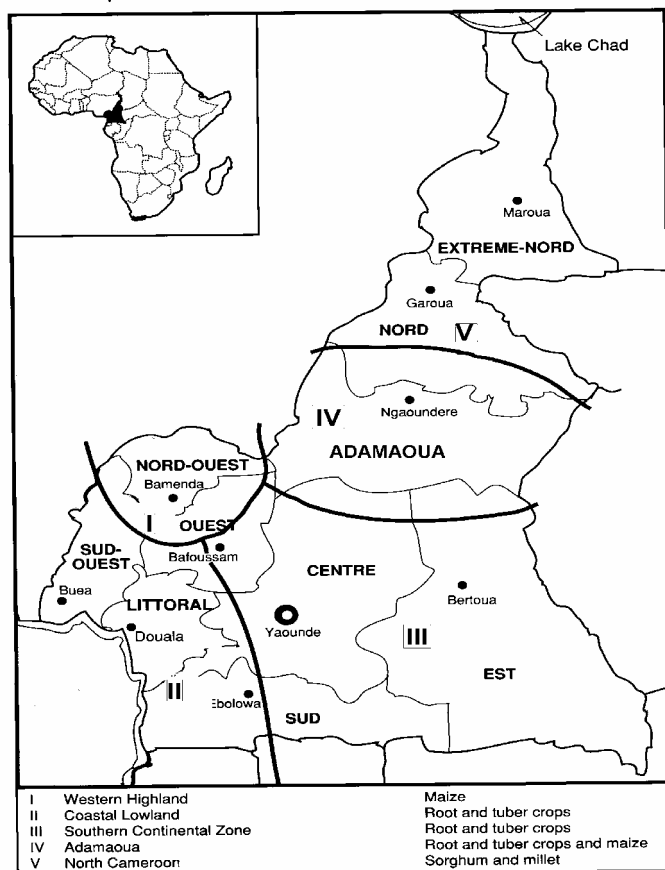 Lake Chad
Maroua
EXTREME-NORD
Garoua
NORD V
Ngaoundere
IV
ADAMAOUA
NORD-OUEST
Bamenda
I OUEST
SUD-
OUEST
Bafoussam
CENTRE
Buea
Bertoua
LITTORAL
Douala
Yaounde
III
EST
II
Ebolowa
SUD
I Western Highland Maize
II Coastal Lowland Root and tuber crops
III Southern Continental Zone Root and tuber crops
IV Adamaoua Root and tuber crops and maize
V North Cameroon Sorghum and millet